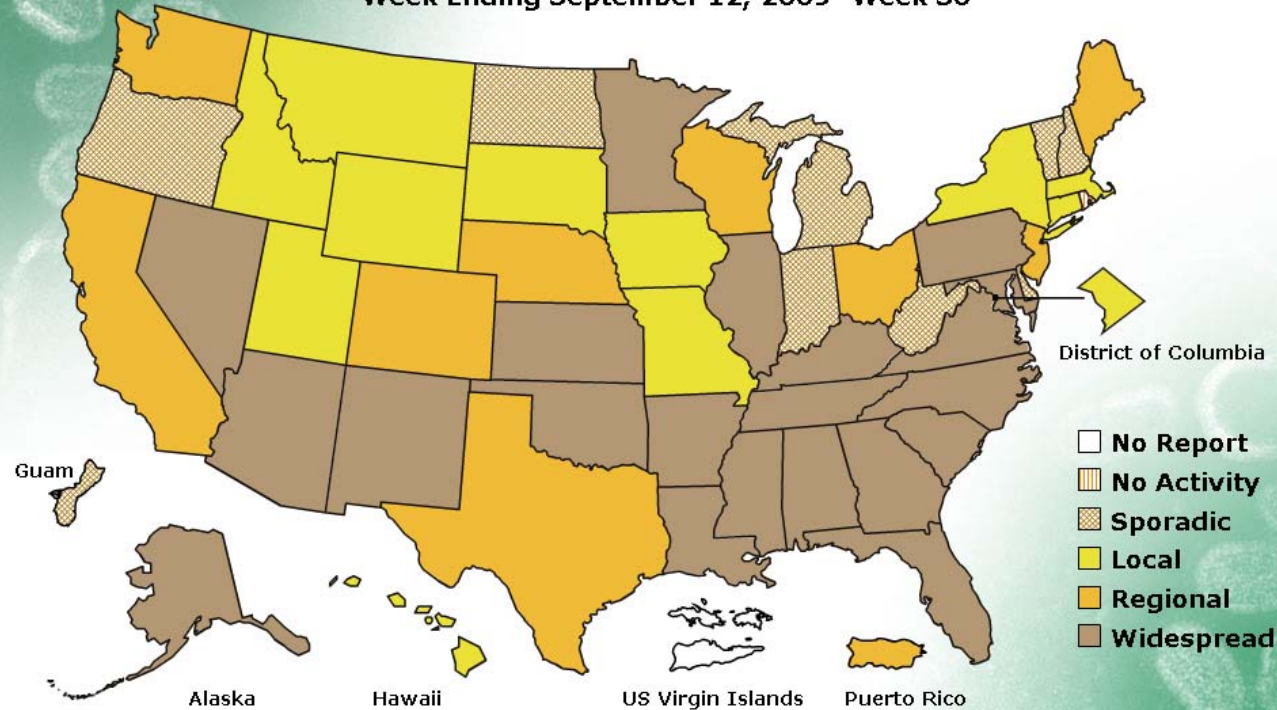 Week Ending September 12, 2009- Week 36
District of Columbia
Guam
No Report
No Activity
Sporadic
Local
Regional
Widespread
Alaska
Hawaii
US Virgin Islands
Puerto Rico